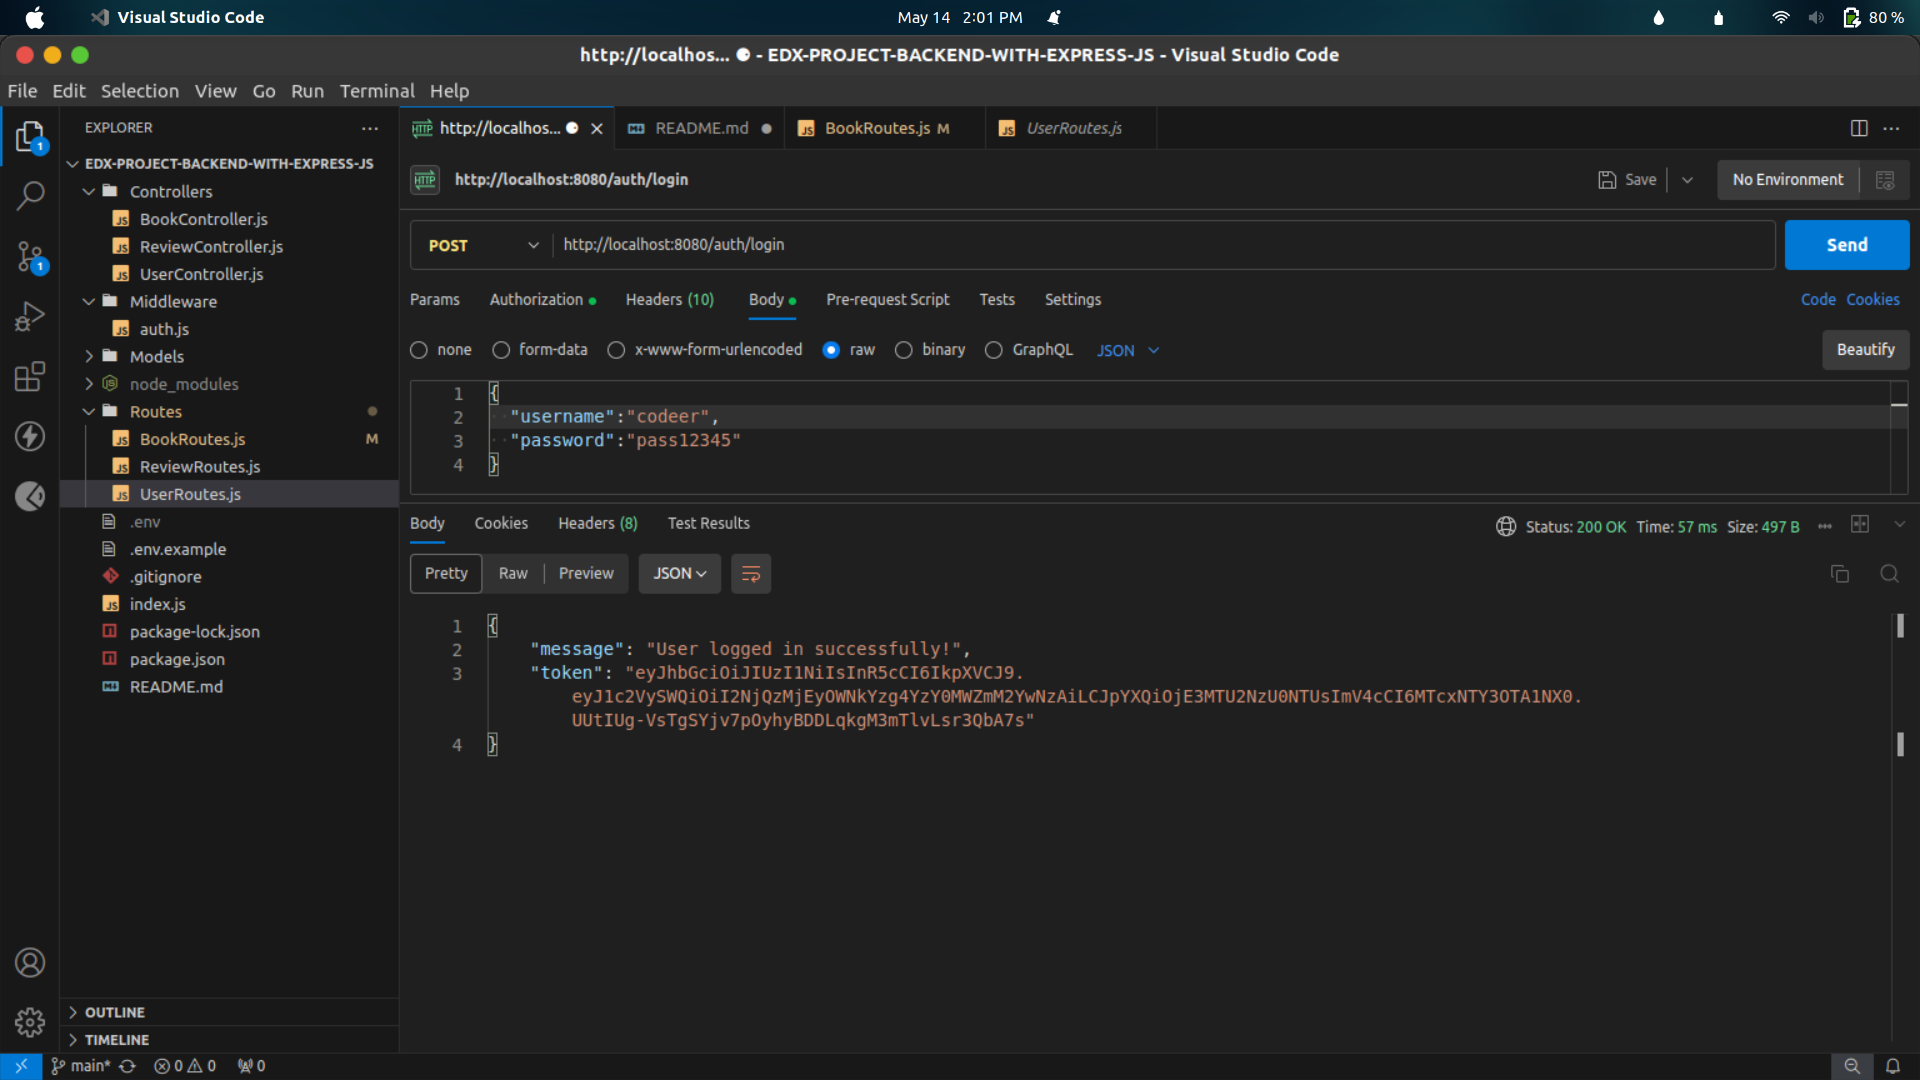 Visual Studio Code
May 14 2:01 PM
80 %
http://localhos... ● - EDX-PROJECT-BACKEND-WITH-EXPRESS-JS - Visual Studio Code
File Edit Selection View Go Run Terminal Help
EXPLORER
EDX-PROJECT-BACKEND-WITH-EXPRESS-JS
Controllers
BookController.js
ReviewController.js
UserController.js
Middleware
auth.js
Models
node_modules
Routes
BookRoutes.js M
ReviewRoutes.js
UserRoutes.js
.env
.env.example
.gitignore
index.js
package-lock.json
package.json
README.md
OUTLINE
TIMELINE
HTTP http://localhos... README.md BookRoutes.js M UserRoutes.js
HTTP http://localhost:8080/auth/login Save No Environment
POST http://localhost:8080/auth/login Send
Params Authorization Headers (10) Body Pre-request Script Tests Settings Code Cookies
none form-data x-www-form-urlencoded raw binary GraphQL JSON Beautify
1 {
2 "username":"codeer",
3 "password":"pass12345"
4 }
Body Cookies Headers (8) Test Results Status: 200 OK Time: 57 ms Size: 497 B
Pretty Raw Preview JSON
1 {
2 "message": "User logged in successfully!",
3 "token": "eyJhbGciOiJIUzI1NiIsInR5cCI6IkpXVCJ9.
eyJ1c2VySWQiOiI2NjQzMjEyOWNkYzg4YzY0MWZmM2YwNzAiLCJpYXQiOjE3MTU2NzU0NTUsImV4cCI6MTcxNTY3OTA1NX0.
UUtIUg-VsTgSYjv7pOyhyBDDLqkgM3mTlvLsr3QbA7s"
4 }
main* 0 0 0